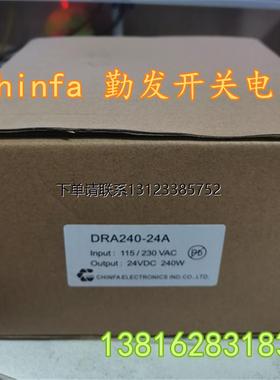 Chinfa 勤发开关电
下单请联系13123385752
DRA240-24A
Input : 115 / 230 VAC
Output : 24VDC 240W
CHINFA ELECTRONICS IND.CO.,LTD.
13816283183